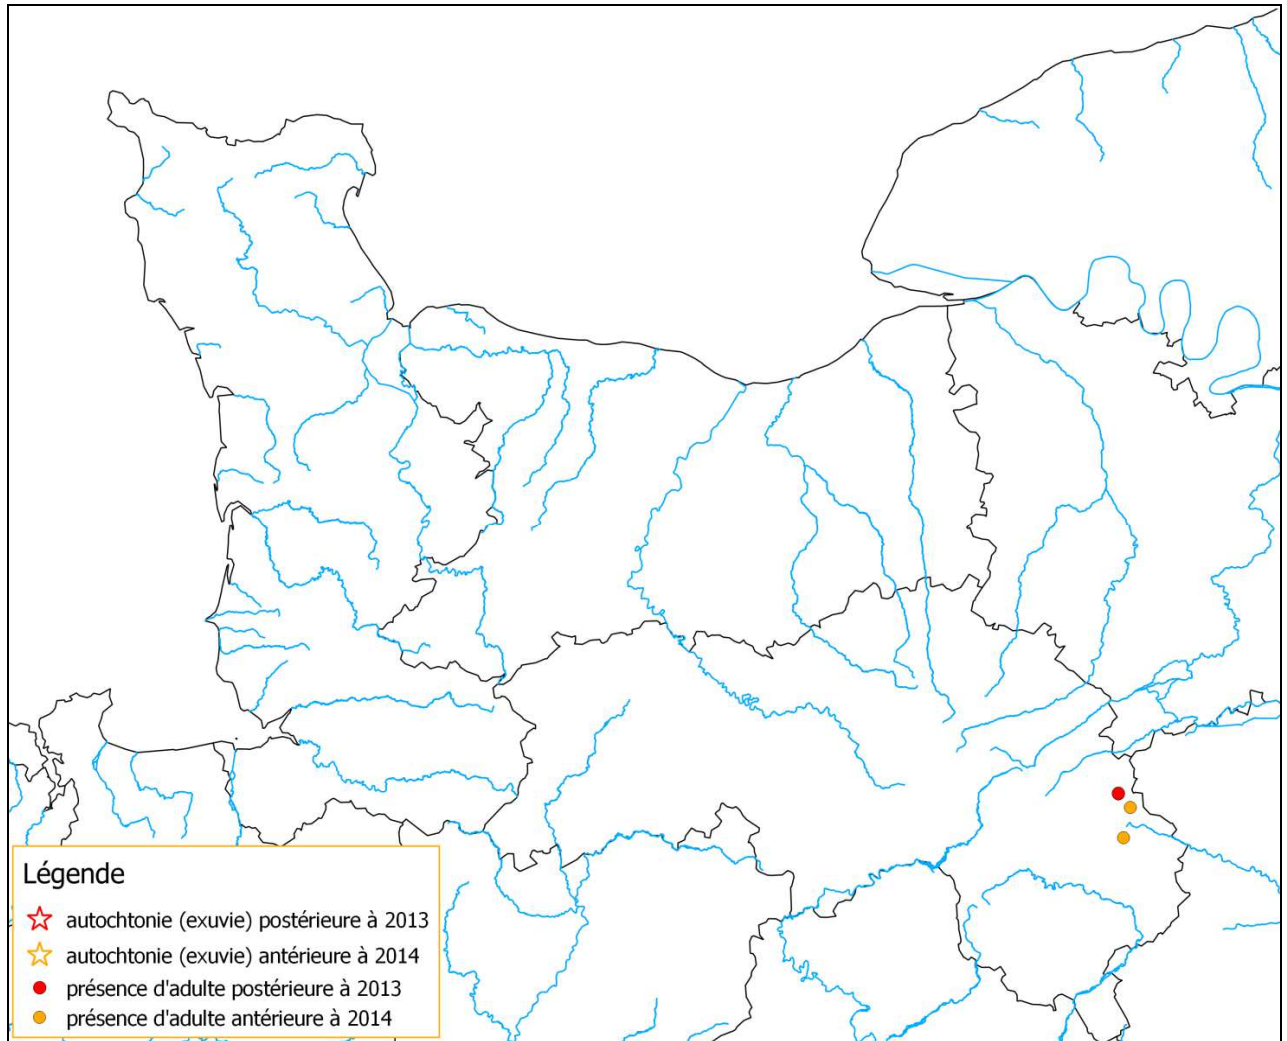 Légende
autochtonie (exuvie) postérieure à 2013
autochtonie (exuvie) antérieure à 2014
présence d'adulte postérieure à 2013
présence d'adulte antérieure à 2014